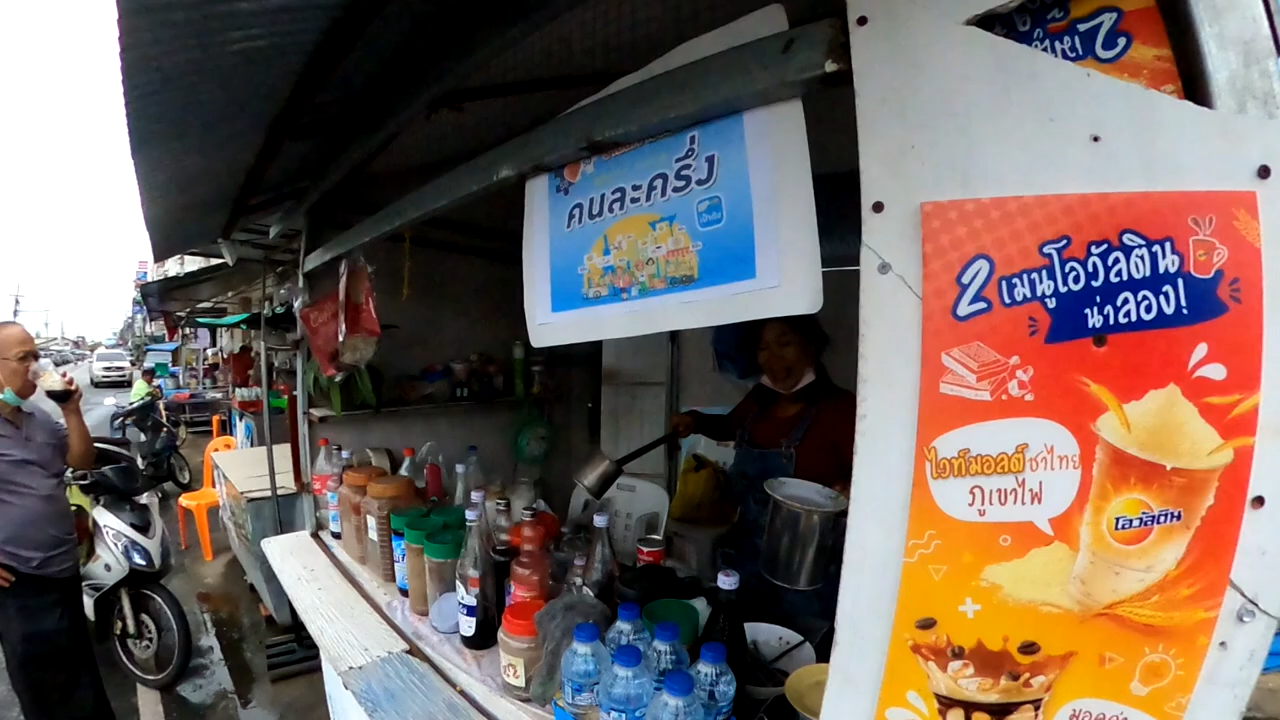 คนละครึ่ง
เป๋าตัง
2 เมนูโอวัลติน
น่าลอง!
ไวท์มอลต์ ชาไทย
ภูเขาไฟ
โอวัลติน